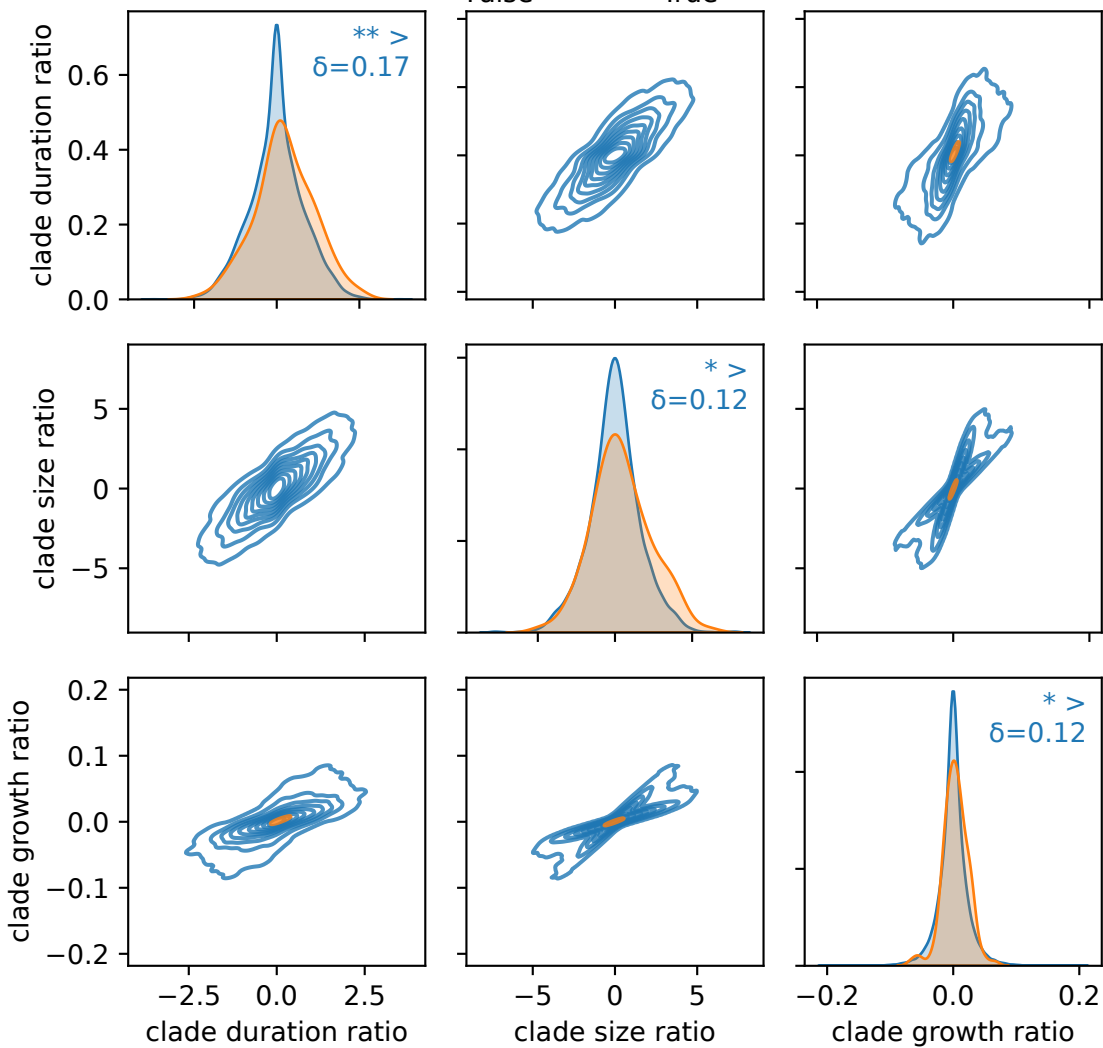 clade duration ratio
0.6
0.4
0.2
0.0
** >
δ=0.17
clade size ratio
5
0
−5
* >
δ=0.12
clade growth ratio
0.2
0.1
0.0
−0.1
−0.2
* >
δ=0.12
−2.5 0.0 2.5
−5 0 5
−0.2 0.0 0.2
clade duration ratio
clade size ratio
clade growth ratio